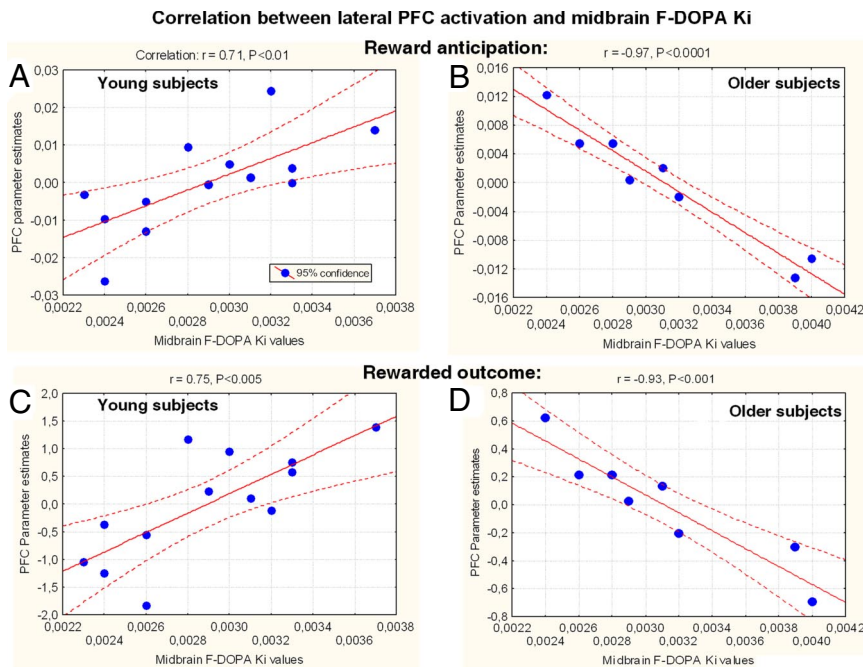 Correlation between lateral PFC activation and midbrain F-DOPA Ki
Reward anticipation:
A
Correlation: r = 0.71, P<0.01
Young subjects
PFC parameter estimates
0,03
0,02
0,01
0,00
-0,01
-0,02
-0,03
95% confidence
0,0022 0,0026 0,0030 0,0034 0,0038
0,0024 0,0028 0,0032 0,0036
Midbrain F-DOPA Ki values
B
r = -0.97, P<0.0001
Older subjects
PFC Parameter estimates
0,016
0,012
0,008
0,004
0,000
-0,004
-0,008
-0,012
-0,016
0,0022 0,0026 0,0030 0,0034 0,0038 0,0042
0,0024 0,0028 0,0032 0,0036 0,0040
Midbrain F-DOPA Ki values
Rewarded outcome:
C
r = 0.75, P<0.005
Young subjects
PFC Parameter estimates
2,0
1,5
1,0
0,5
0,0
-0,5
-1,0
-1,5
-2,0
0,0022 0,0026 0,0030 0,0034 0,0038
0,0024 0,0028 0,0032 0,0036
Midbrain F-DOPA Ki values
D
r = -0.93, P<0.001
Older subjects
PFC Parameter estimates
0,8
0,6
0,4
0,2
0,0
-0,2
-0,4
-0,6
-0,8
0,0022 0,0026 0,0030 0,0034 0,0038 0,0042
0,0024 0,0028 0,0032 0,0036 0,0040
Midbrain F-DOPA Ki values